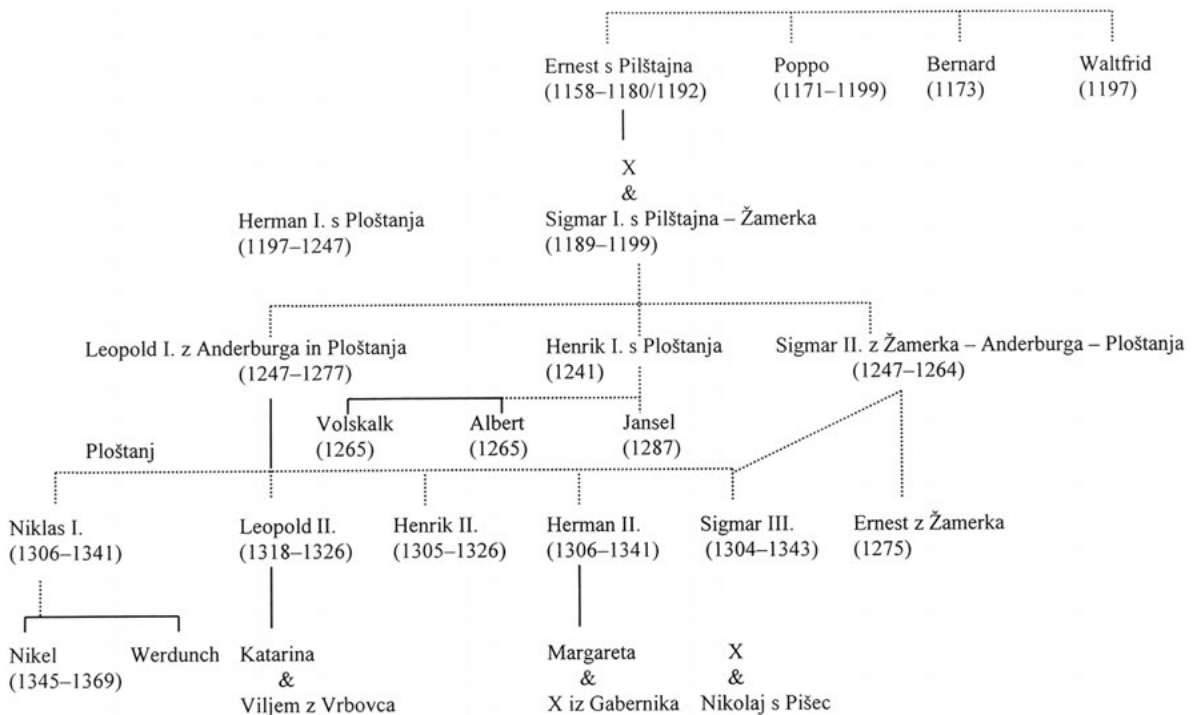 Ernest s Pilštajna Poppo Bernard Waltfrid
(1158–1180/1192) (1171–1199) (1173) (1197)
X
&
Herman I. s Ploštanja Sigmar I. s Pilštajna – Žamerka
(1197–1247) (1189–1199)
Leopold I. z Anderburga in Ploštanja Henrik I. s Ploštanja Sigmar II. z Žamerka – Anderburga – Ploštanja
(1247–1277) (1241) (1247–1264)
Volskalk Albert Jansel
(1265) (1265) (1287)
Ploštanj
Niklas I. Leopold II. Henrik II. Herman II. Sigmar III. Ernest z Žamerka
(1306–1341) (1318–1326) (1305–1326) (1306–1341) (1304–1343) (1275)
Nikel Werdunch Katarina Margareta X
(1345–1369) & & &
Viljem z Vrbovca X iz Gabernika Nikolaj s Pišec